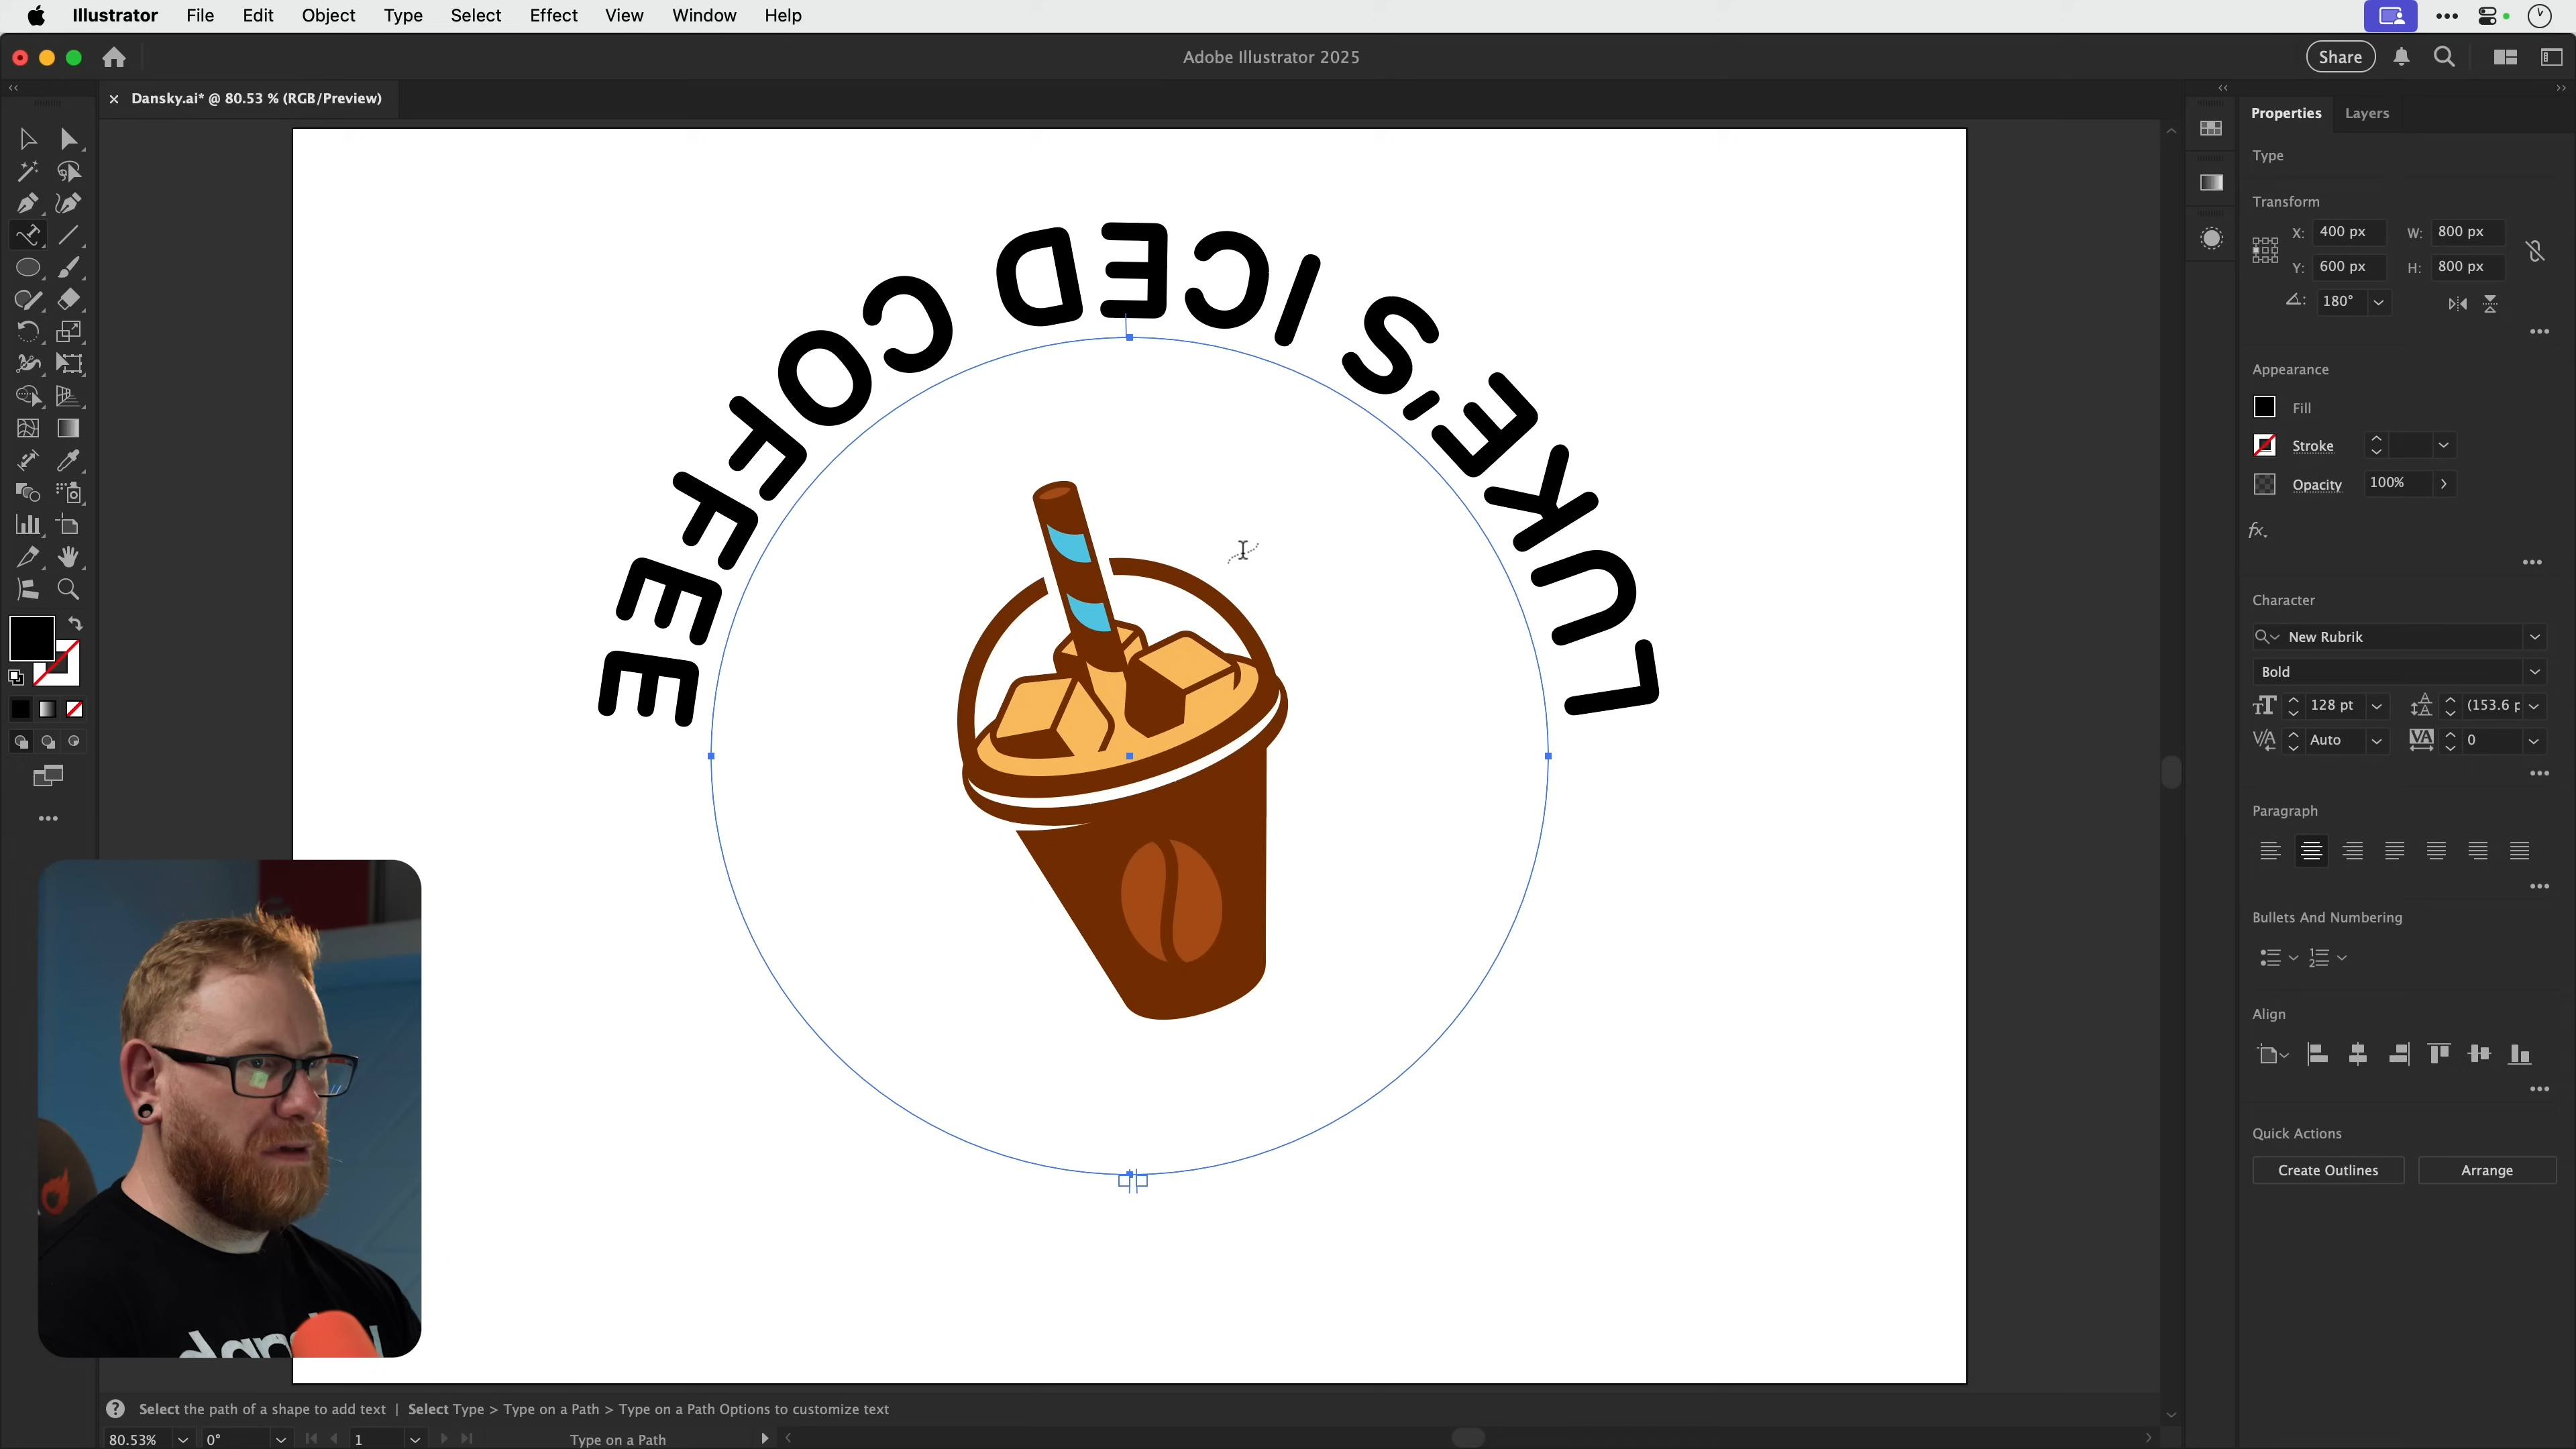 Illustrator File Edit Object Type Select Effect View Window Help
Adobe Illustrator 2025
Share
Dansky.ai* @ 80.53 % (RGB/Preview)
Properties Layers
Type
Transform
X: 400 px W: 800 px
Y: 600 px H: 800 px
180°
Appearance
Fill
Stroke
Opacity 100%
fx.
Character
New Rubrik
Bold
128 pt (153.6 p
Auto 0
Paragraph
Bullets And Numbering
Align
Quick Actions
Create Outlines Arrange
LUKE'S ICED COFFEE
Select the path of a shape to add text | Select Type > Type on a Path > Type on a Path Options to customize text
80.53% 0° 1 Type on a Path